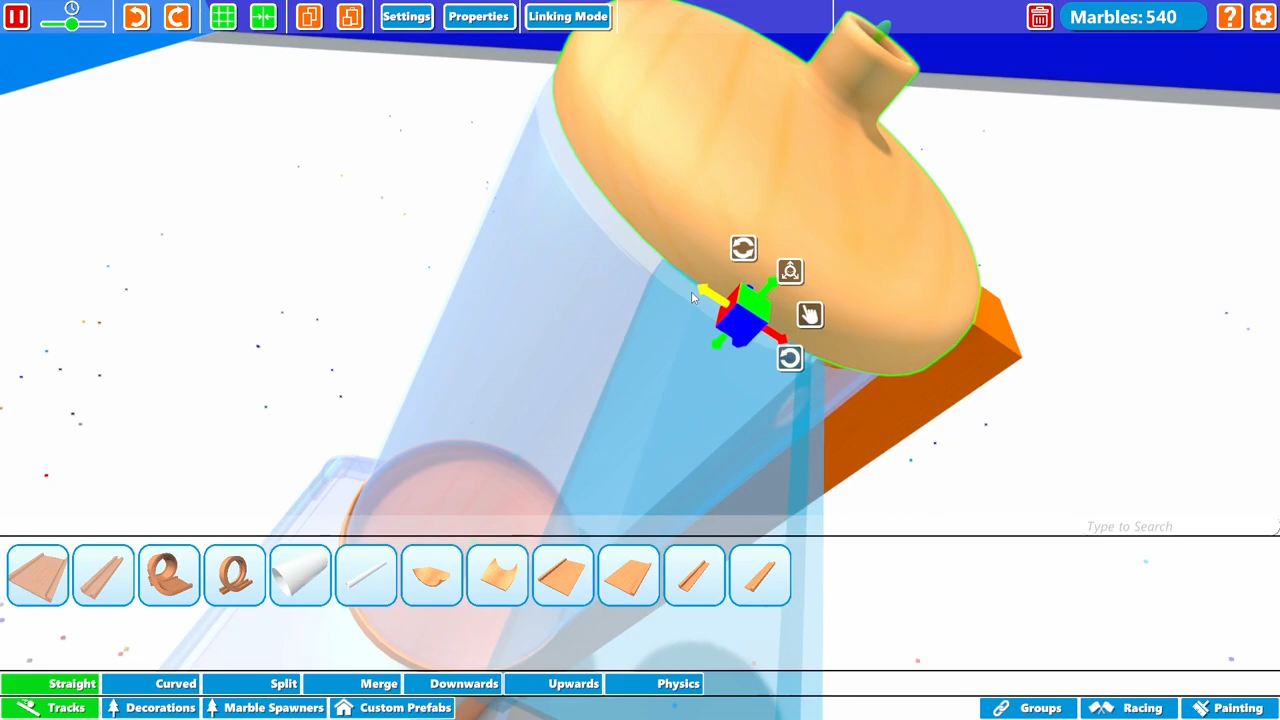 Settings
Properties
Linking Mode
Marbles: 540
?
Type to Search
Straight
Curved
Split
Merge
Downwards
Upwards
Physics
Tracks
Decorations
Marble Spawners
Custom Prefabs
Groups
Racing
Painting